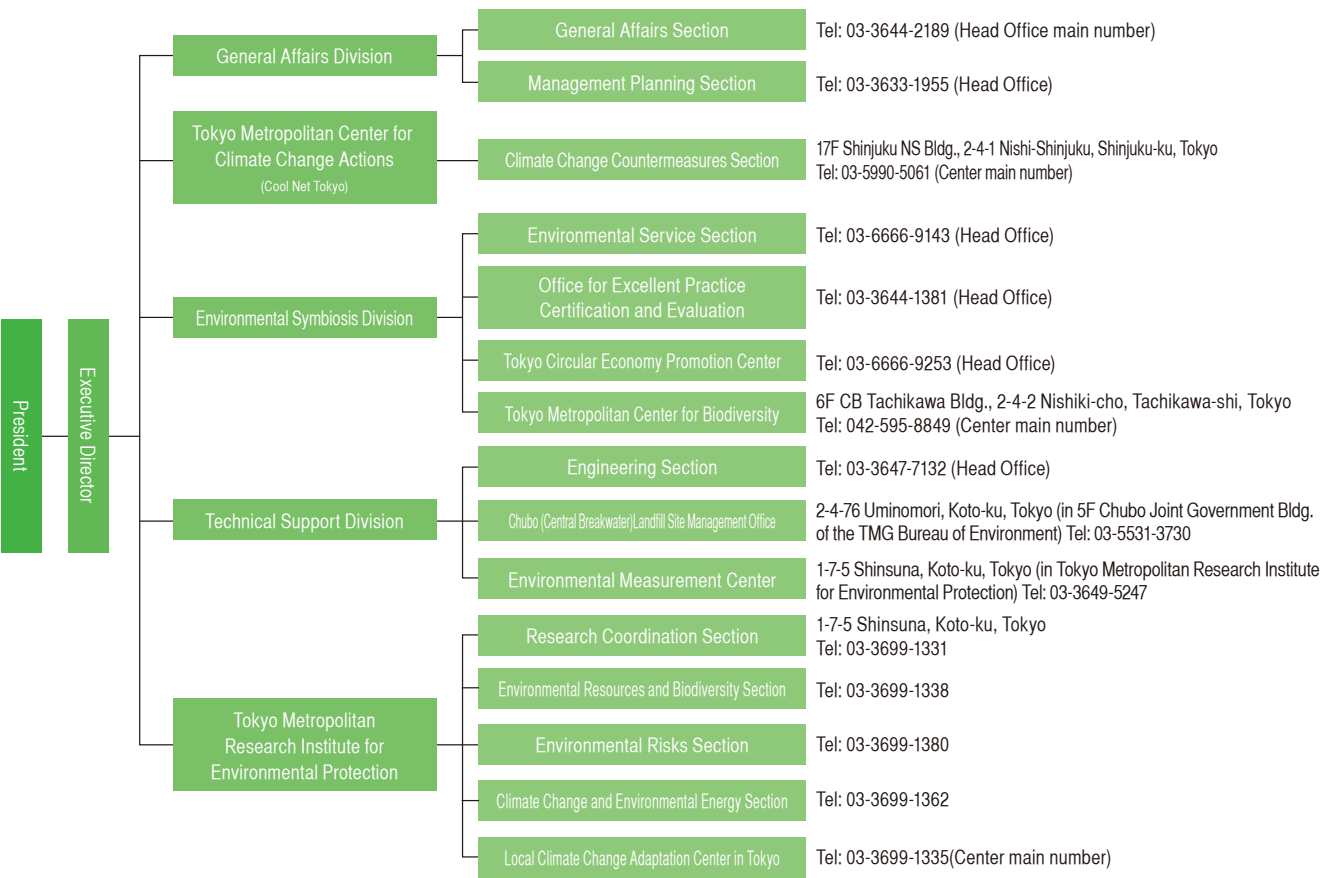 President
Executive Director
General Affairs Division
General Affairs Section
Tel: 03-3644-2189 (Head Office main number)
Management Planning Section
Tel: 03-3633-1955 (Head Office)
Tokyo Metropolitan Center for
Climate Change Actions
(Cool Net Tokyo)
Climate Change Countermeasures Section
17F Shinjuku NS Bldg., 2-4-1 Nishi-Shinjuku, Shinjuku-ku, Tokyo
Tel: 03-5990-5061 (Center main number)
Environmental Symbiosis Division
Environmental Service Section
Tel: 03-6666-9143 (Head Office)
Office for Excellent Practice
Certification and Evaluation
Tel: 03-3644-1381 (Head Office)
Tokyo Circular Economy Promotion Center
Tel: 03-6666-9253 (Head Office)
Tokyo Metropolitan Center for Biodiversity
6F CB Tachikawa Bldg., 2-4-2 Nishiki-cho, Tachikawa-shi, Tokyo
Tel: 042-595-8849 (Center main number)
Technical Support Division
Engineering Section
Tel: 03-3647-7132 (Head Office)
Chubo (Central Breakwater)Landfill Site Management Office
2-4-76 Uminomori, Koto-ku, Tokyo (in 5F Chubo Joint Government Bldg.
of the TMG Bureau of Environment) Tel: 03-5531-3730
Environmental Measurement Center
1-7-5 Shinsuna, Koto-ku, Tokyo (in Tokyo Metropolitan Research Institute
for Environmental Protection) Tel: 03-3649-5247
Tokyo Metropolitan
Research Institute for
Environmental Protection
Research Coordination Section
1-7-5 Shinsuna, Koto-ku, Tokyo
Tel: 03-3699-1331
Environmental Resources and Biodiversity Section
Tel: 03-3699-1338
Environmental Risks Section
Tel: 03-3699-1380
Climate Change and Environmental Energy Section
Tel: 03-3699-1362
Local Climate Change Adaptation Center in Tokyo
Tel: 03-3699-1335(Center main number)